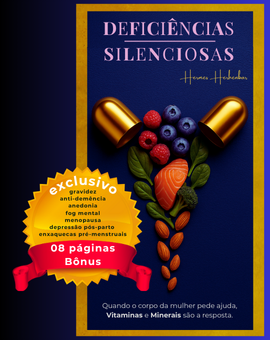 DEFICIÊNCIAS
SILENCIOSAS
exclusivo
gravidez
anti-demência
anedonia
fog mental
menopausa
depressão pós-parto
enxaquecas pré-menstruais
08 páginas
Bônus
Quando o corpo da mulher pede ajuda,
Vitaminas e Minerais são a resposta.